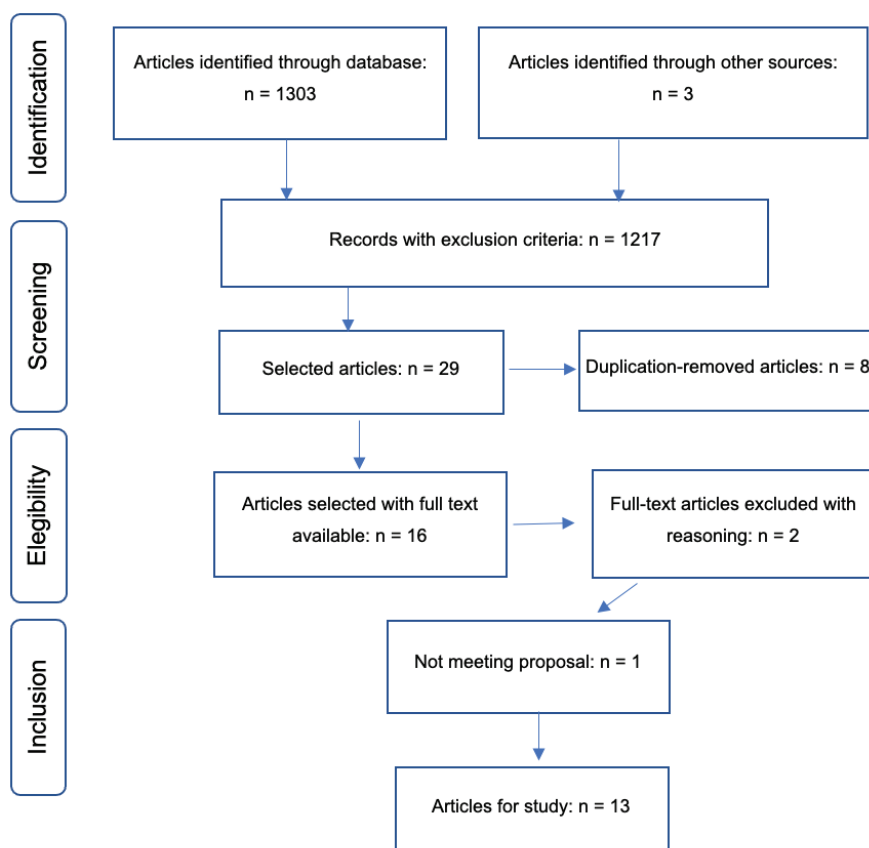 Identification
Articles identified through database:
n = 1303
Articles identified through other sources:
n = 3
Records with exclusion criteria: n = 1217
Screening
Selected articles: n = 29
Duplication-removed articles: n = 8
Elegibility
Articles selected with full text
available: n = 16
Full-text articles excluded with
reasoning: n = 2
Inclusion
Not meeting proposal: n = 1
Articles for study: n = 13